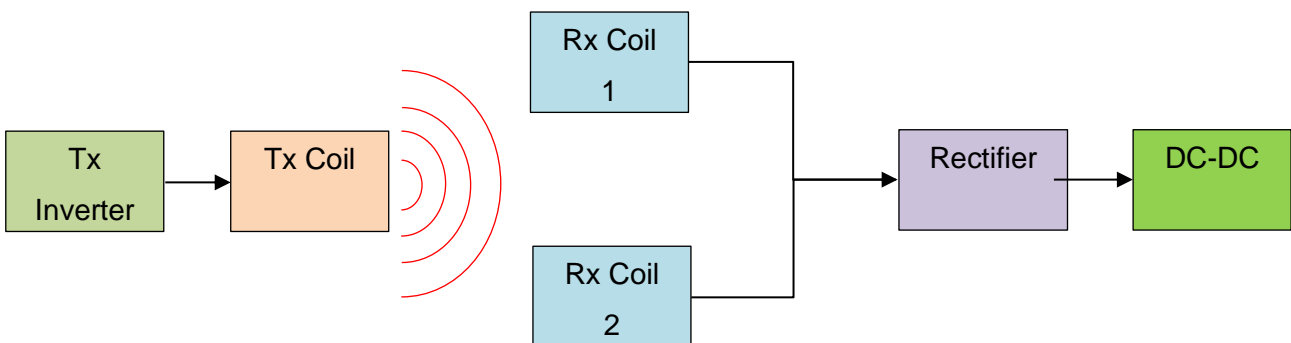 Tx
Inverter
Tx Coil
Rx Coil
1
Rx Coil
2
Rectifier
DC-DC